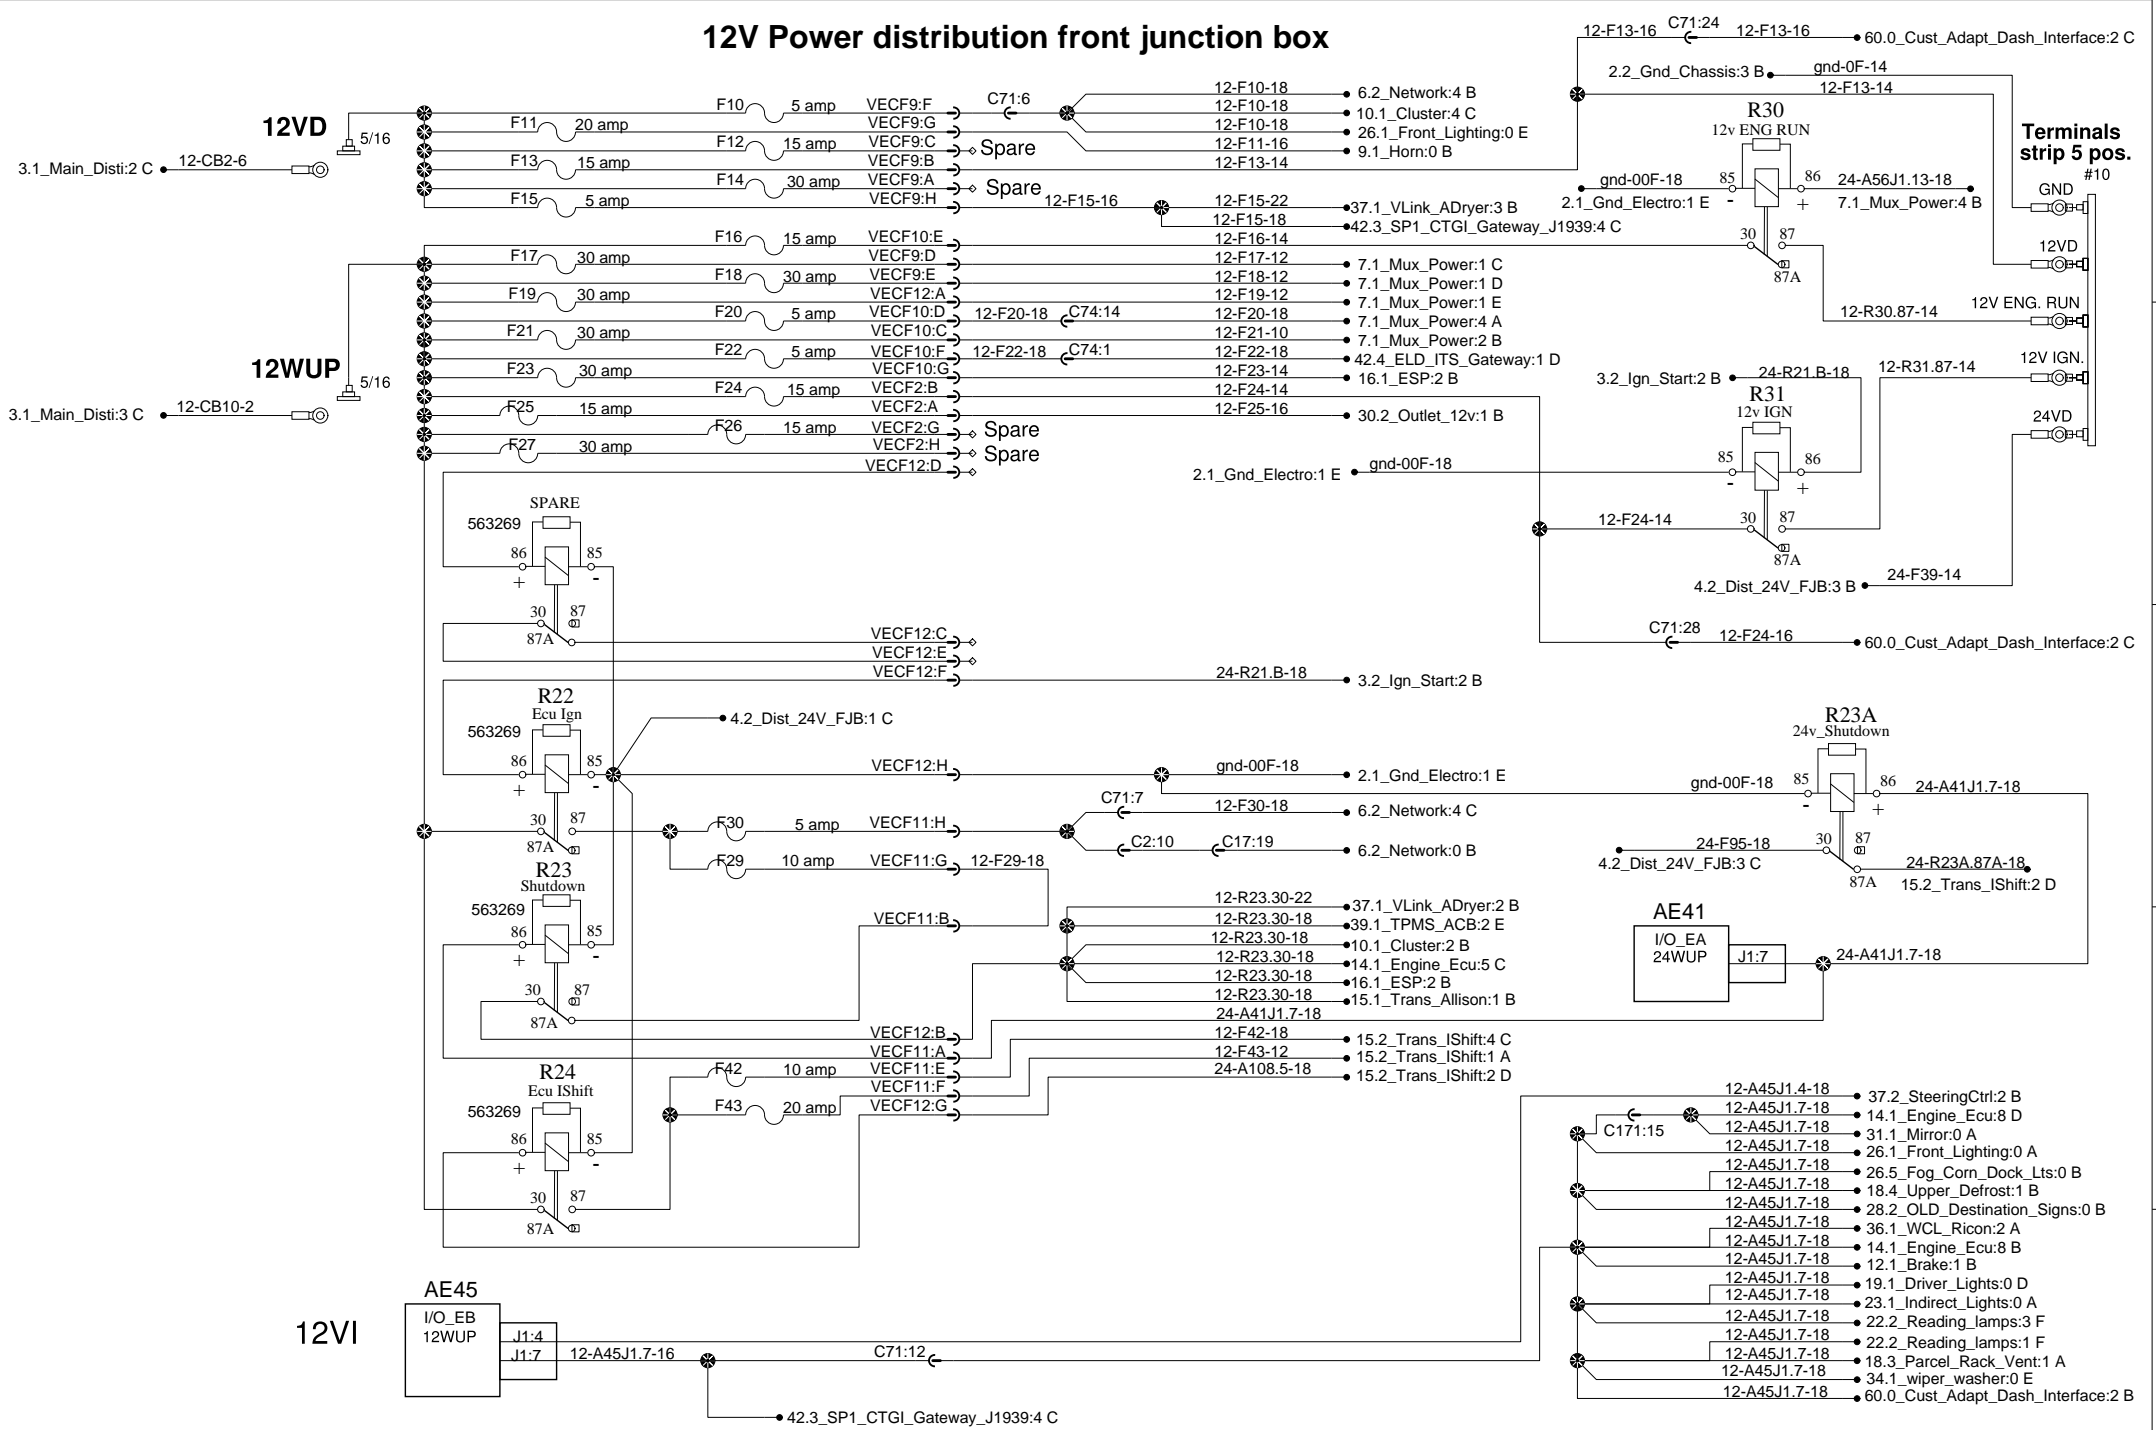 12V Power distribution front junction box
12VD
5/16
3.1_Main_Disti:2 C
12-CB2-6
F10 5 amp VECF9:F C71:6 12-F10-18 6.2_Network:4 B
12-F10-18 10.1_Cluster:4 C
F11 20 amp VECF9:G 12-F10-18 26.1_Front_Lighting:0 E
F12 15 amp VECF9:C Spare 12-F11-16 9.1_Horn:0 B
F13 15 amp VECF9:B 12-F13-14
F14 30 amp VECF9:A Spare
F15 5 amp VECF9:H 12-F15-16 12-F15-22 37.1_VLink_ADryer:3 B
12-F15-18 42.3_SP1_CTGI_Gateway_J1939:4 C
12WUP
5/16
3.1_Main_Disti:3 C
12-CB10-2
F16 15 amp VECF10:E 12-F16-14
F17 30 amp VECF9:D 12-F17-12 7.1_Mux_Power:1 C
F18 30 amp VECF9:E 12-F18-12 7.1_Mux_Power:1 D
F19 30 amp VECF12:A 12-F19-12 7.1_Mux_Power:1 E
F20 5 amp VECF10:D 12-F20-18 C74:14 12-F20-18 7.1_Mux_Power:4 A
F21 30 amp VECF10:C 12-F21-10 7.1_Mux_Power:2 B
F22 5 amp VECF10:F 12-F22-18 C74:1 12-F22-18 42.4_ELD_ITS_Gateway:1 D
F23 30 amp VECF10:G 12-F23-14 16.1_ESP:2 B
F24 15 amp VECF2:B 12-F24-14
F25 15 amp VECF2:A 12-F25-16 30.2_Outlet_12v:1 B
F26 15 amp VECF2:G Spare
F27 30 amp VECF2:H Spare
VECF12:D
12-F13-16 C71:24 12-F13-16 60.0_Cust_Adapt_Dash_Interface:2 C
2.2_Gnd_Chassis:3 B gnd-0F-14
12-F13-14
R30
12v ENG RUN
gnd-00F-18 85 86 24-A56J1.13-18
2.1_Gnd_Electro:1 E - + 7.1_Mux_Power:4 B
30 87
87A
Terminals
strip 5 pos.
#10
GND
12VD
12V ENG. RUN
12-R30.87-14
12V IGN.
12-R31.87-14
24VD
3.2_Ign_Start:2 B 24-R21.B-18
R31
12v IGN
2.1_Gnd_Electro:1 E gnd-00F-18 85 86
- +
12-F24-14 30 87
87A
4.2_Dist_24V_FJB:3 B 24-F39-14
C71:28 12-F24-16 60.0_Cust_Adapt_Dash_Interface:2 C
SPARE
563269
86 85
+ -
30 87
87A
VECF12:C
VECF12:E
VECF12:F 24-R21.B-18 3.2_Ign_Start:2 B
R22
Ecu Ign
563269
4.2_Dist_24V_FJB:1 C
86 85 VECF12:H gnd-00F-18 2.1_Gnd_Electro:1 E
+ -
30 87
87A
F30 5 amp VECF11:H C71:7 12-F30-18 6.2_Network:4 C
C2:10 C17:19 6.2_Network:0 B
F29 10 amp VECF11:G 12-F29-18
R23
Shutdown
563269
86 85
+ -
30 87
87A
VECF11:B
12-R23.30-22 37.1_VLink_ADryer:2 B
12-R23.30-18 39.1_TPMS_ACB:2 E
12-R23.30-18 10.1_Cluster:2 B
12-R23.30-18 14.1_Engine_Ecu:5 C
12-R23.30-18 16.1_ESP:2 B
12-R23.30-18 15.1_Trans_Allison:1 B
24-A41J1.7-18
VECF12:B 12-F42-18 15.2_Trans_IShift:4 C
VECF11:A 12-F43-12 15.2_Trans_IShift:1 A
F42 10 amp VECF11:E 24-A108.5-18 15.2_Trans_IShift:2 D
VECF11:F
F43 20 amp VECF12:G
R24
Ecu IShift
563269
86 85
+ -
30 87
87A
R23A
24v_Shutdown
gnd-00F-18 85 86 24-A41J1.7-18
- +
24-F95-18 30 87
4.2_Dist_24V_FJB:3 C
87A 24-R23A.87A-18
15.2_Trans_IShift:2 D
AE41
I/O_EA
24WUP
J1:7
24-A41J1.7-18
12-A45J1.4-18 37.2_SteeringCtrl:2 B
12-A45J1.7-18 14.1_Engine_Ecu:8 D
C171:15
12-A45J1.7-18 31.1_Mirror:0 A
12-A45J1.7-18 26.1_Front_Lighting:0 A
12-A45J1.7-18 26.5_Fog_Corn_Dock_Lts:0 B
12-A45J1.7-18 18.4_Upper_Defrost:1 B
12-A45J1.7-18 28.2_OLD_Destination_Signs:0 B
12-A45J1.7-18 36.1_WCL_Ricon:2 A
12-A45J1.7-18 14.1_Engine_Ecu:8 B
12-A45J1.7-18 12.1_Brake:1 B
12-A45J1.7-18 19.1_Driver_Lights:0 D
12-A45J1.7-18 23.1_Indirect_Lights:0 A
12-A45J1.7-18 22.2_Reading_lamps:3 F
12-A45J1.7-18 22.2_Reading_lamps:1 F
12-A45J1.7-18 18.3_Parcel_Rack_Vent:1 A
12-A45J1.7-18 34.1_wiper_washer:0 E
12-A45J1.7-18 60.0_Cust_Adapt_Dash_Interface:2 B
12VI
AE45
I/O_EB
12WUP
J1:4
J1:7
12-A45J1.7-16
C71:12
42.3_SP1_CTGI_Gateway_J1939:4 C